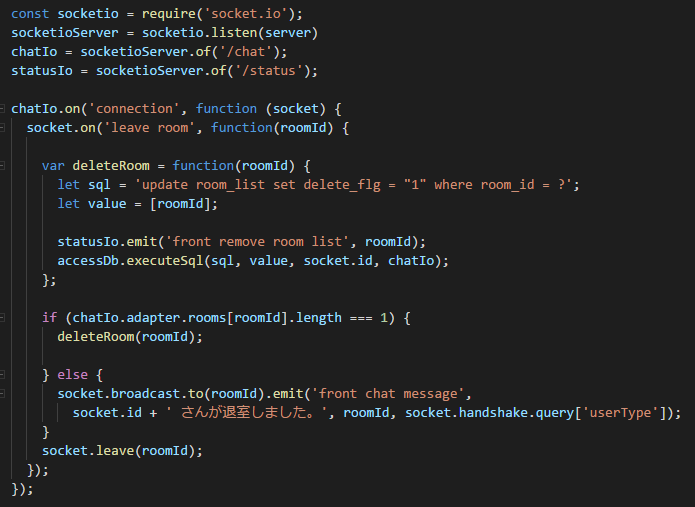 const socketio = require('socket.io');
socketioServer = socketio.listen(server)
chatIo = socketioServer.of('/chat');
statusIo = socketioServer.of('/status');

chatIo.on('connection', function (socket) {
  socket.on('leave room', function(roomId) {

    var deleteRoom = function(roomId) {
      let sql = 'update room_list set delete_flg = "1" where room_id = ?';
      let value = [roomId];

      statusIo.emit('front remove room list', roomId);
      accessDb.executeSql(sql, value, socket.id, chatIo);
    };

    if (chatIo.adapter.rooms[roomId].length === 1) {
      deleteRoom(roomId);

    } else {
      socket.broadcast.to(roomId).emit('front chat message',
        socket.id + ' さんが退室しました。', roomId, socket.handshake.query['userType']);
    }
    socket.leave(roomId);
  });
});